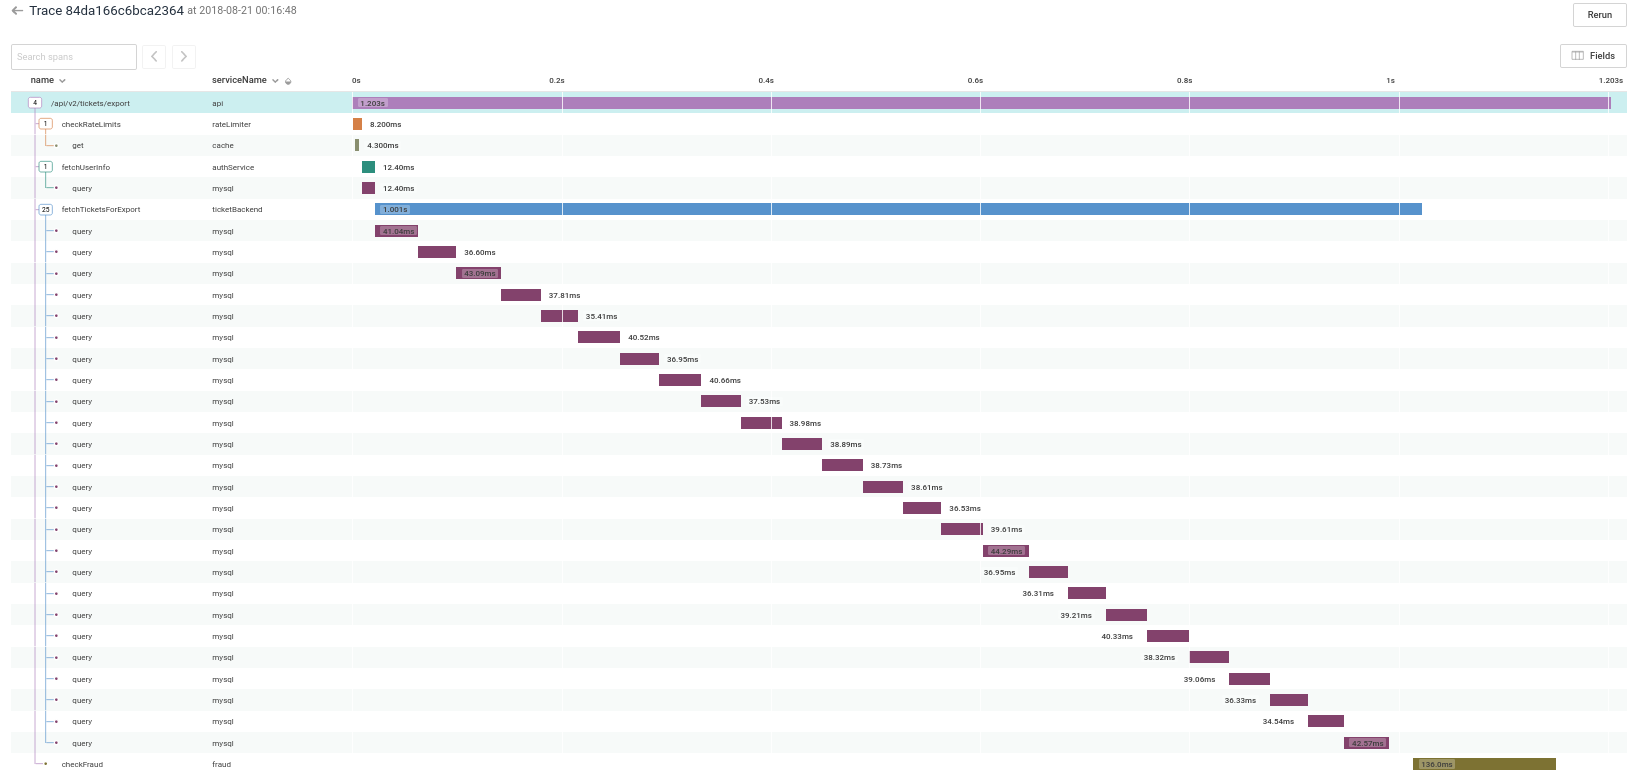 Trace 84da166c6bca2364 at 2018-08-21 00:16:48
Rerun
Search spans
Fields
name serviceName 0s 0.2s 0.4s 0.6s 0.8s 1s 1.203s
4 /api/v2/tickets/export api 1.203s
1 checkRateLimits rateLimiter 8.200ms
get cache 4.300ms
1 fetchUserInfo authService 12.40ms
query mysql 12.40ms
25 fetchTicketsForExport ticketBackend 1.001s
query mysql 41.04ms
query mysql 36.60ms
query mysql 43.09ms
query mysql 37.81ms
query mysql 35.41ms
query mysql 40.52ms
query mysql 36.95ms
query mysql 40.66ms
query mysql 37.53ms
query mysql 38.98ms
query mysql 38.89ms
query mysql 38.73ms
query mysql 38.61ms
query mysql 36.53ms
query mysql 39.61ms
query mysql 44.29ms
query mysql 36.95ms
query mysql 36.31ms
query mysql 39.21ms
query mysql 40.33ms
query mysql 38.32ms
query mysql 39.06ms
query mysql 36.33ms
query mysql 34.54ms
query mysql 42.57ms
checkFraud fraud 136.0ms